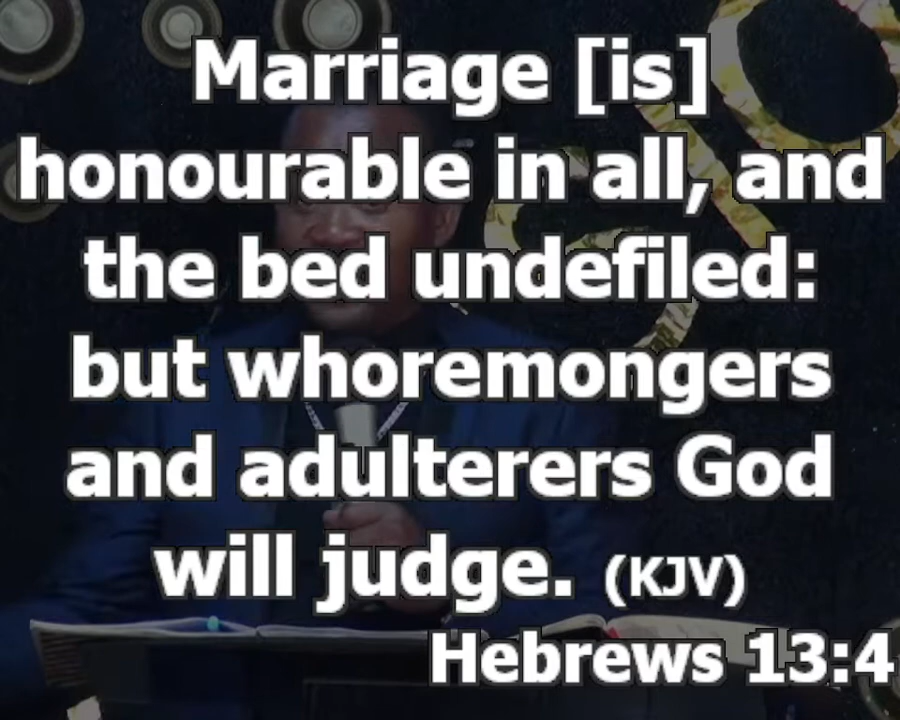 Marriage [is]
honourable in all, and
the bed undefiled:
but whoremongers
and adulterers God
will judge. (KJV)
Hebrews 13:4